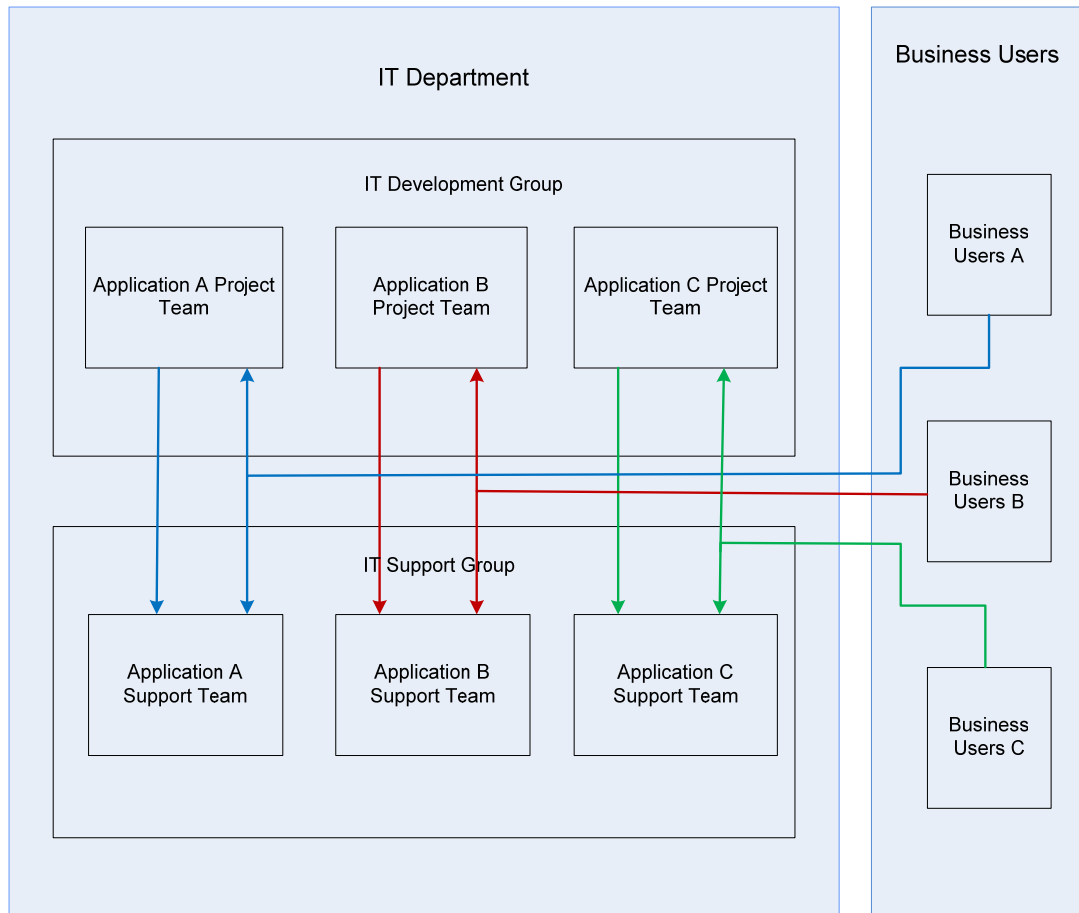 IT Department
Business Users
IT Development Group
Application A Project
Team
Application B
Project Team
Application C Project
Team
Business
Users A
Business
Users B
IT Support Group
Application A
Support Team
Application B
Support Team
Application C
Support Team
Business
Users C